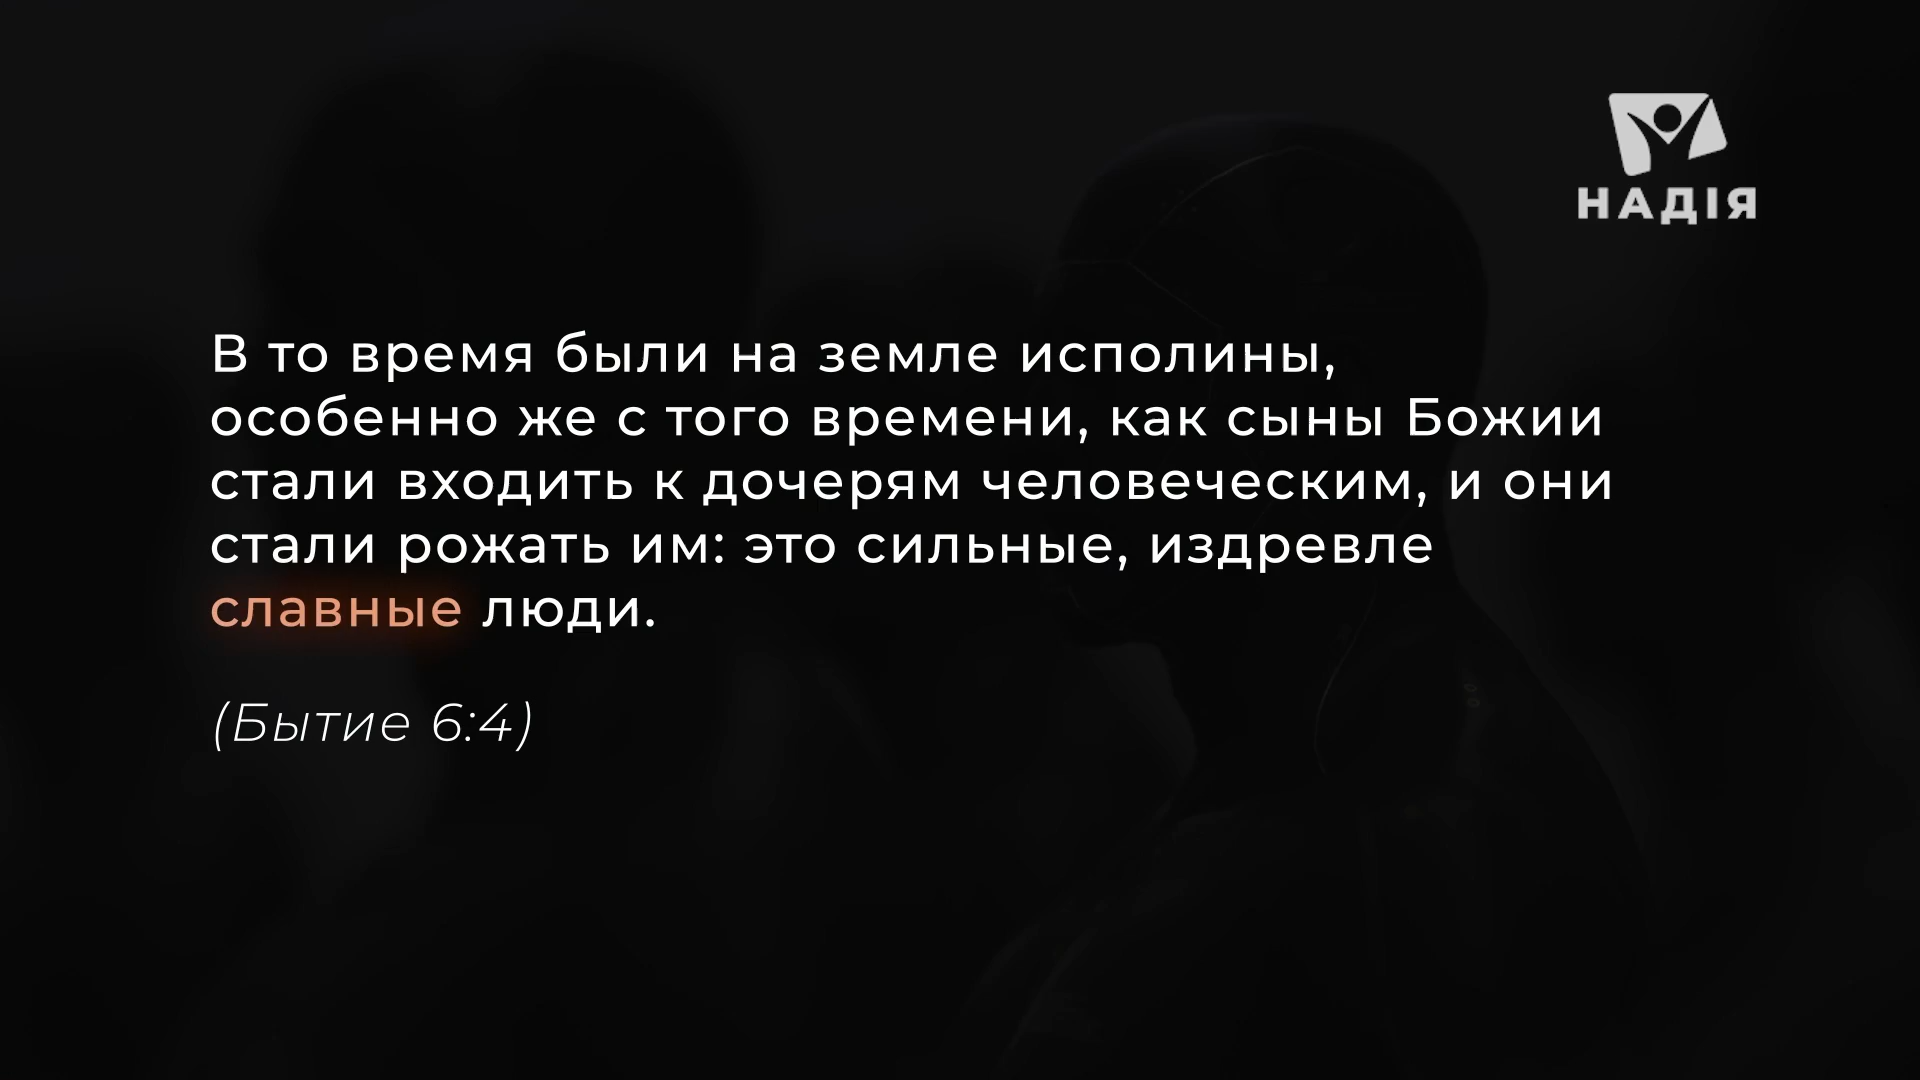 НАДІЯ
В то время были на земле исполины,
особенно же с того времени, как сыны Божии
стали входить к дочерям человеческим, и они
стали рожать им: это сильные, издревле
славные люди.
(Бытие 6:4)